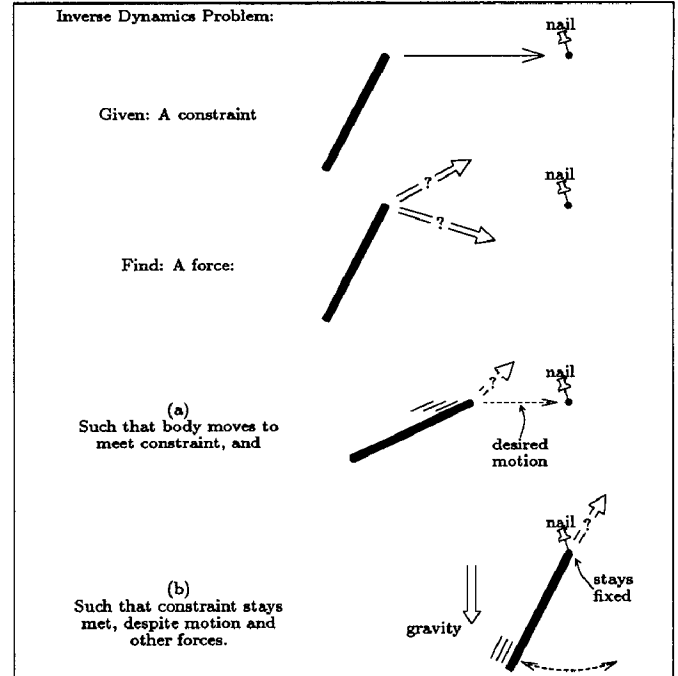 Inverse Dynamics Problem:
nail
Given: A constraint
?
nail
?
Find: A force:
?
nail
(a)
Such that body moves to
meet constraint, and
desired
motion
nail
?
stays
fixed
(b)
Such that constraint stays
met, despite motion and
other forces.
gravity